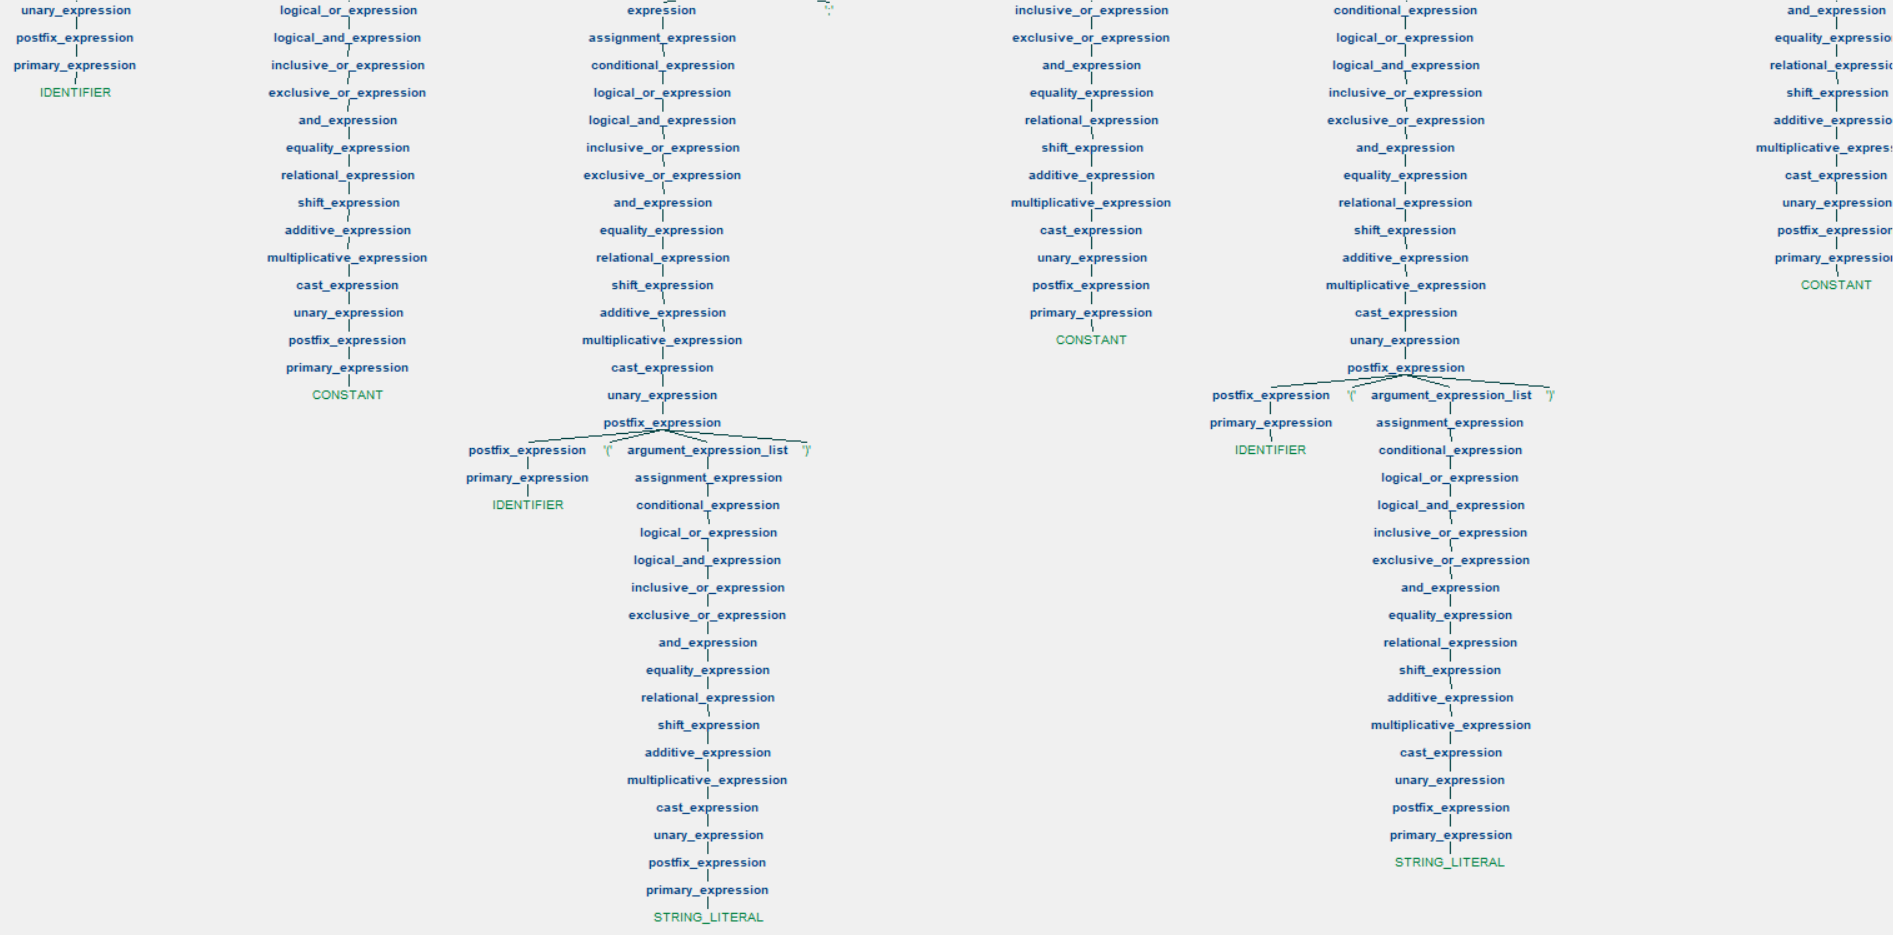 unary_expression
postfix_expression
primary_expression
IDENTIFIER
logical_or_expression
logical_and_expression
inclusive_or_expression
exclusive_or_expression
and_expression
equality_expression
relational_expression
shift_expression
additive_expression
multiplicative_expression
cast_expression
unary_expression
postfix_expression
primary_expression
CONSTANT
expression
';'
assignment_expression
conditional_expression
logical_or_expression
logical_and_expression
inclusive_or_expression
exclusive_or_expression
and_expression
equality_expression
relational_expression
shift_expression
additive_expression
multiplicative_expression
cast_expression
unary_expression
postfix_expression
postfix_expression '(' argument_expression_list ')'
primary_expression
IDENTIFIER
assignment_expression
conditional_expression
logical_or_expression
logical_and_expression
inclusive_or_expression
exclusive_or_expression
and_expression
equality_expression
relational_expression
shift_expression
additive_expression
multiplicative_expression
cast_expression
unary_expression
postfix_expression
primary_expression
STRING_LITERAL
inclusive_or_expression
exclusive_or_expression
and_expression
equality_expression
relational_expression
shift_expression
additive_expression
multiplicative_expression
cast_expression
unary_expression
postfix_expression
primary_expression
CONSTANT
conditional_expression
logical_or_expression
logical_and_expression
inclusive_or_expression
exclusive_or_expression
and_expression
equality_expression
relational_expression
shift_expression
additive_expression
multiplicative_expression
cast_expression
unary_expression
postfix_expression
postfix_expression '(' argument_expression_list ')'
primary_expression
IDENTIFIER
assignment_expression
conditional_expression
logical_or_expression
logical_and_expression
inclusive_or_expression
exclusive_or_expression
and_expression
equality_expression
relational_expression
shift_expression
additive_expression
multiplicative_expression
cast_expression
unary_expression
postfix_expression
primary_expression
STRING_LITERAL
and_expression
equality_expressio
relational_expressi
shift_expression
additive_expressio
multiplicative_expres
cast_expression
unary_expression
postfix_expression
primary_expressio
CONSTANT